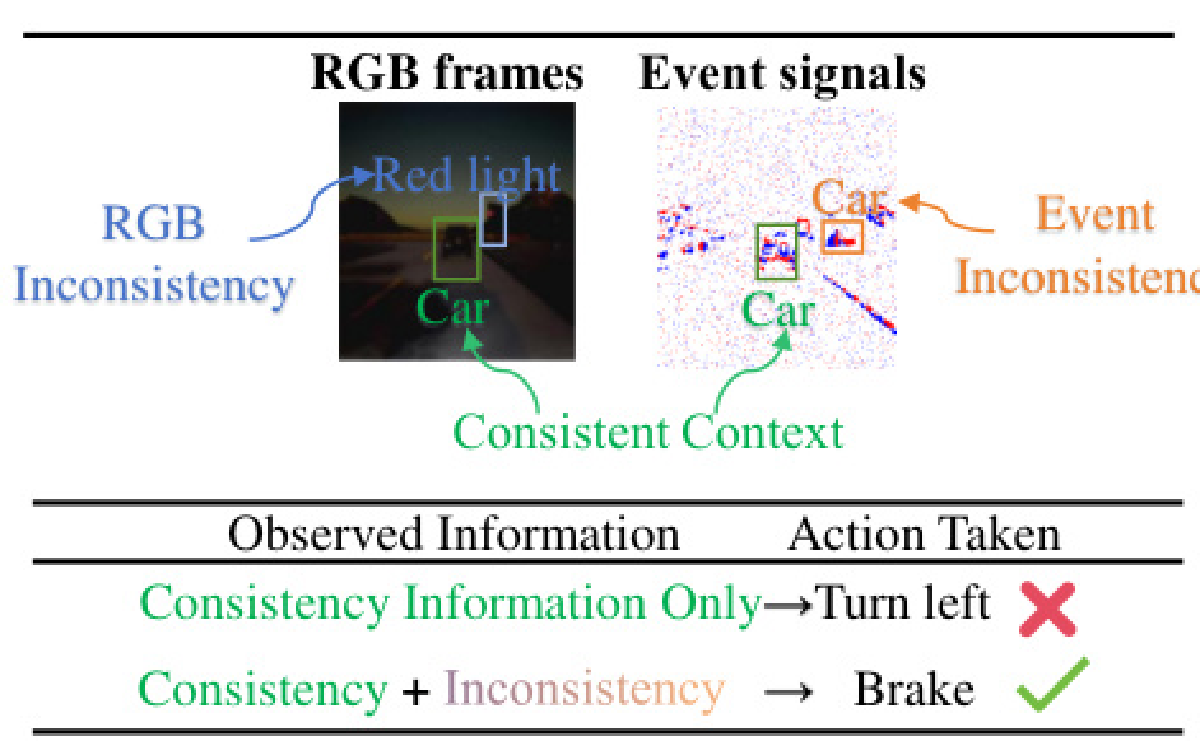 RGB frames Event signals
Red light
Car
RGB
Inconsistency
Event
Inconsistenc
Car
Car
Consistent Context
Observed Information Action Taken
Consistency Information Only→Turn left
Consistency + Inconsistency → Brake